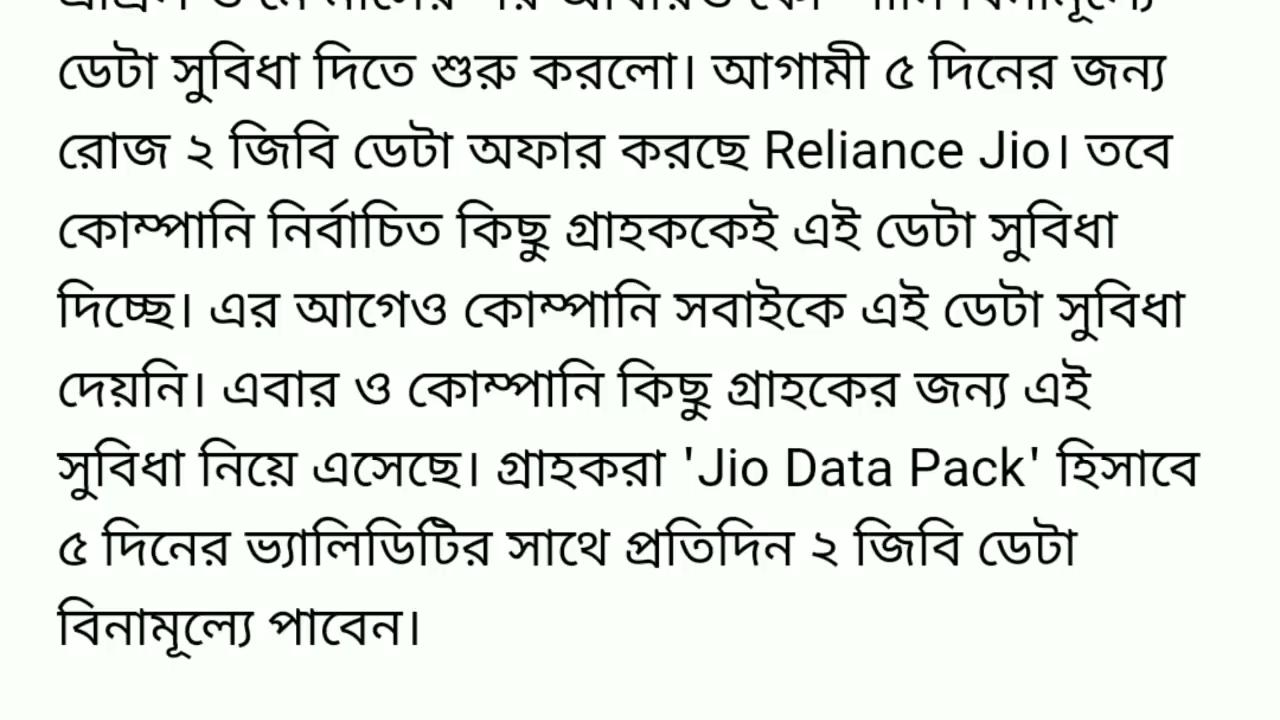 ডেটা সুবিধা দিতে শুরু করলো। আগামী ৫ দিনের জন্য
রোজ ২ জিবি ডেটা অফার করছে Reliance Jio। তবে
কোম্পানি নির্বাচিত কিছু গ্রাহককেই এই ডেটা সুবিধা
দিচ্ছে। এর আগেও কোম্পানি সবাইকে এই ডেটা সুবিধা
দেয়নি। এবার ও কোম্পানি কিছু গ্রাহকের জন্য এই
সুবিধা নিয়ে এসেছে। গ্রাহকরা 'Jio Data Pack' হিসাবে
৫ দিনের ভ্যালিডিটির সাথে প্রতিদিন ২ জিবি ডেটা
বিনামূল্যে পাবেন।